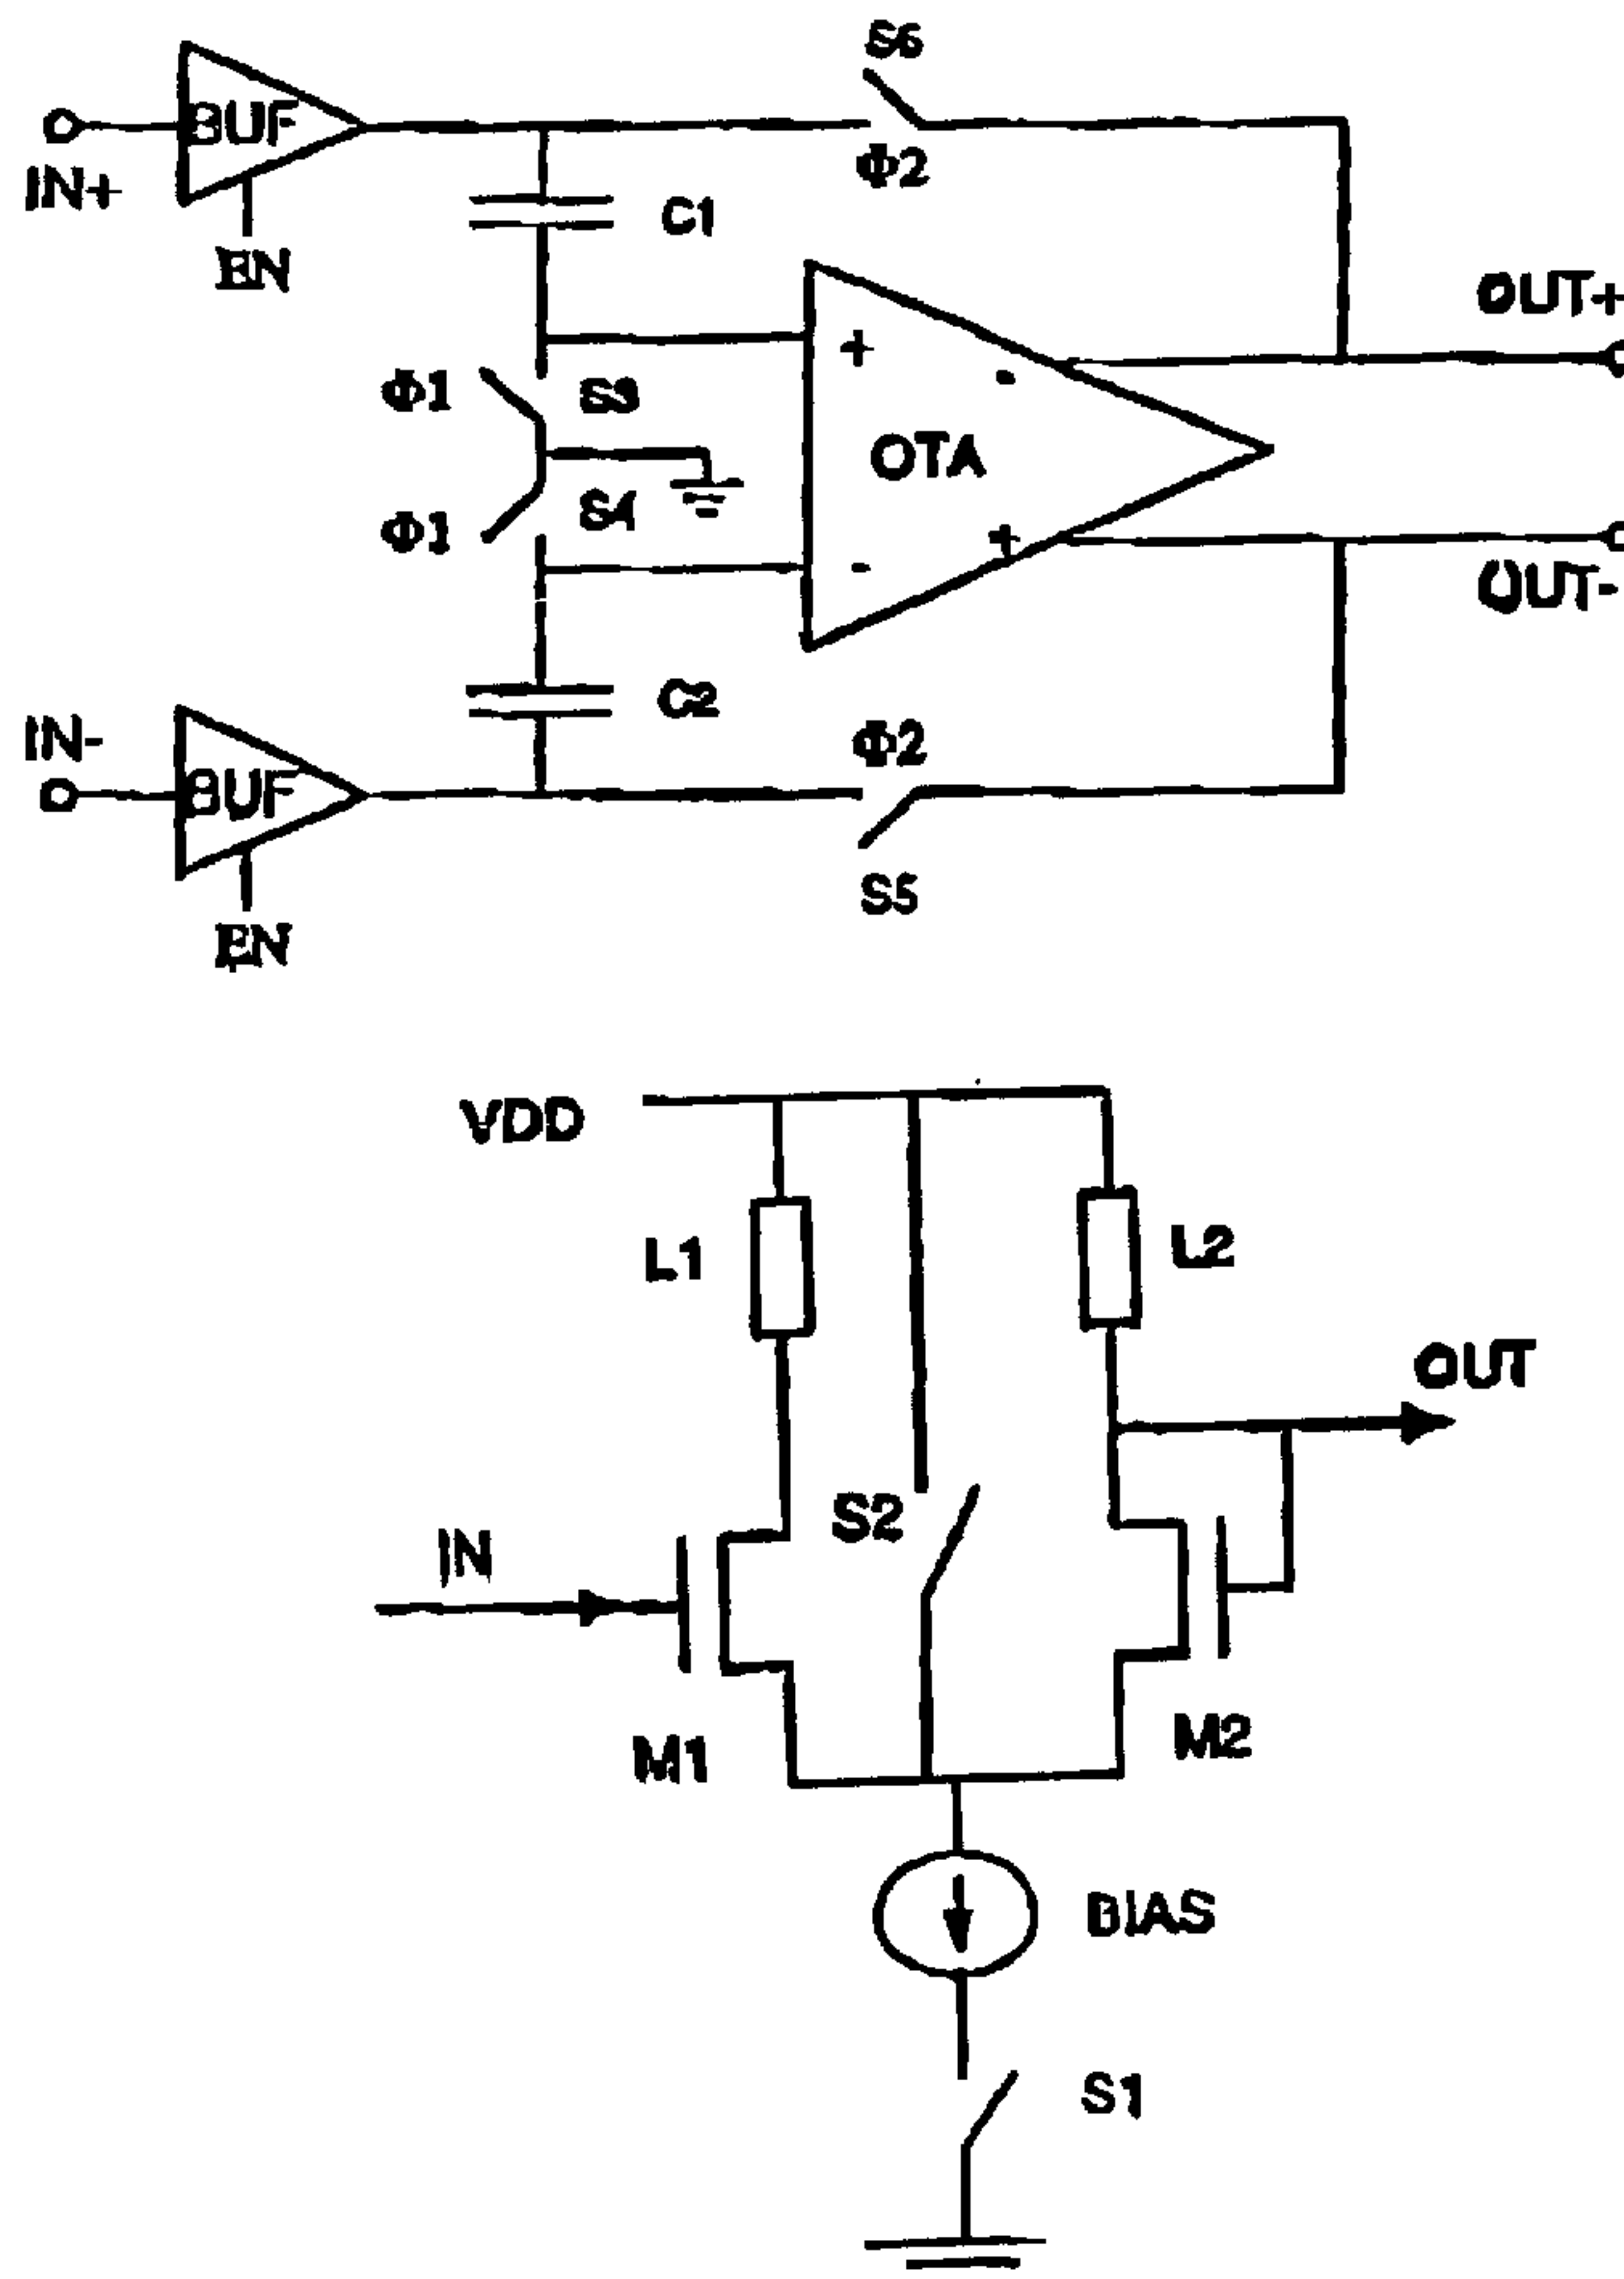 S6
BUF
Φ2
IN+
C1
EN
OUT+
+
-
Φ1
S3
OTA
S4
Φ1
+
-
OUT-
C2
IN-
Φ2
BUF
S5
EN
VDD
L1
L2
OUT
S2
IN
M1
M2
BIAS
S1